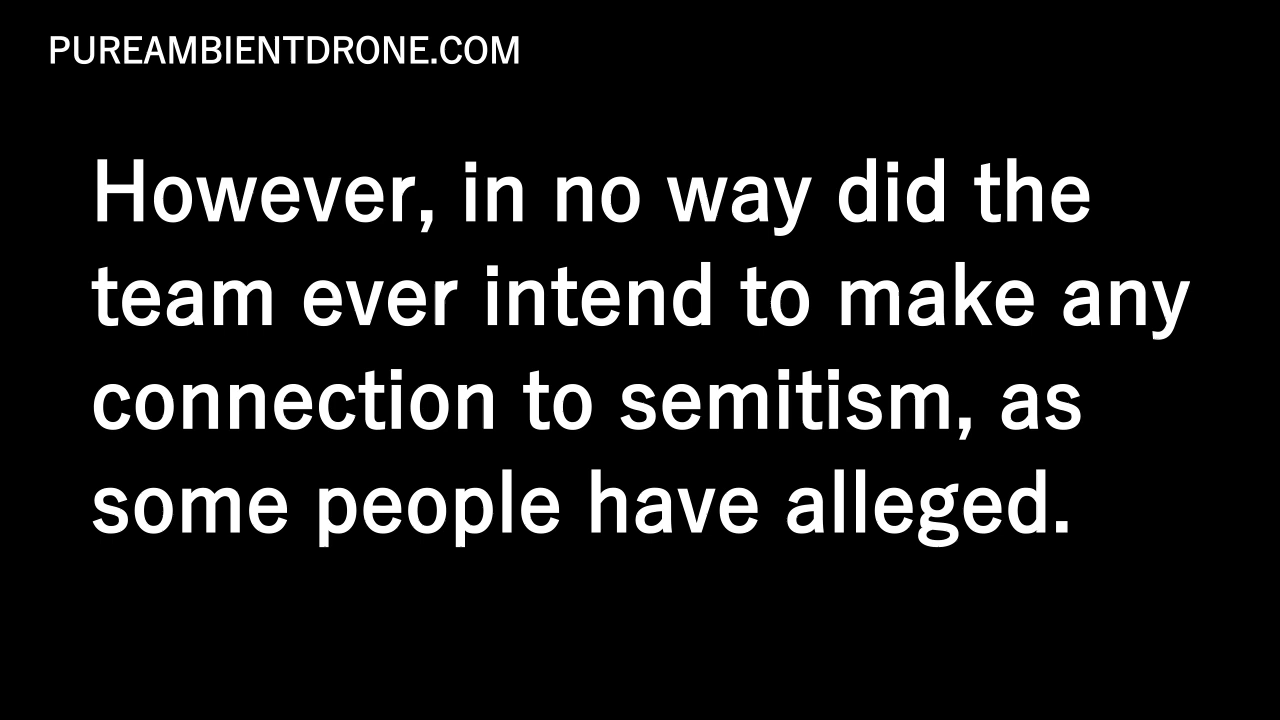 PUREAMBIENTDRONE.COM
However, in no way did the
team ever intend to make any
connection to semitism, as
some people have alleged.